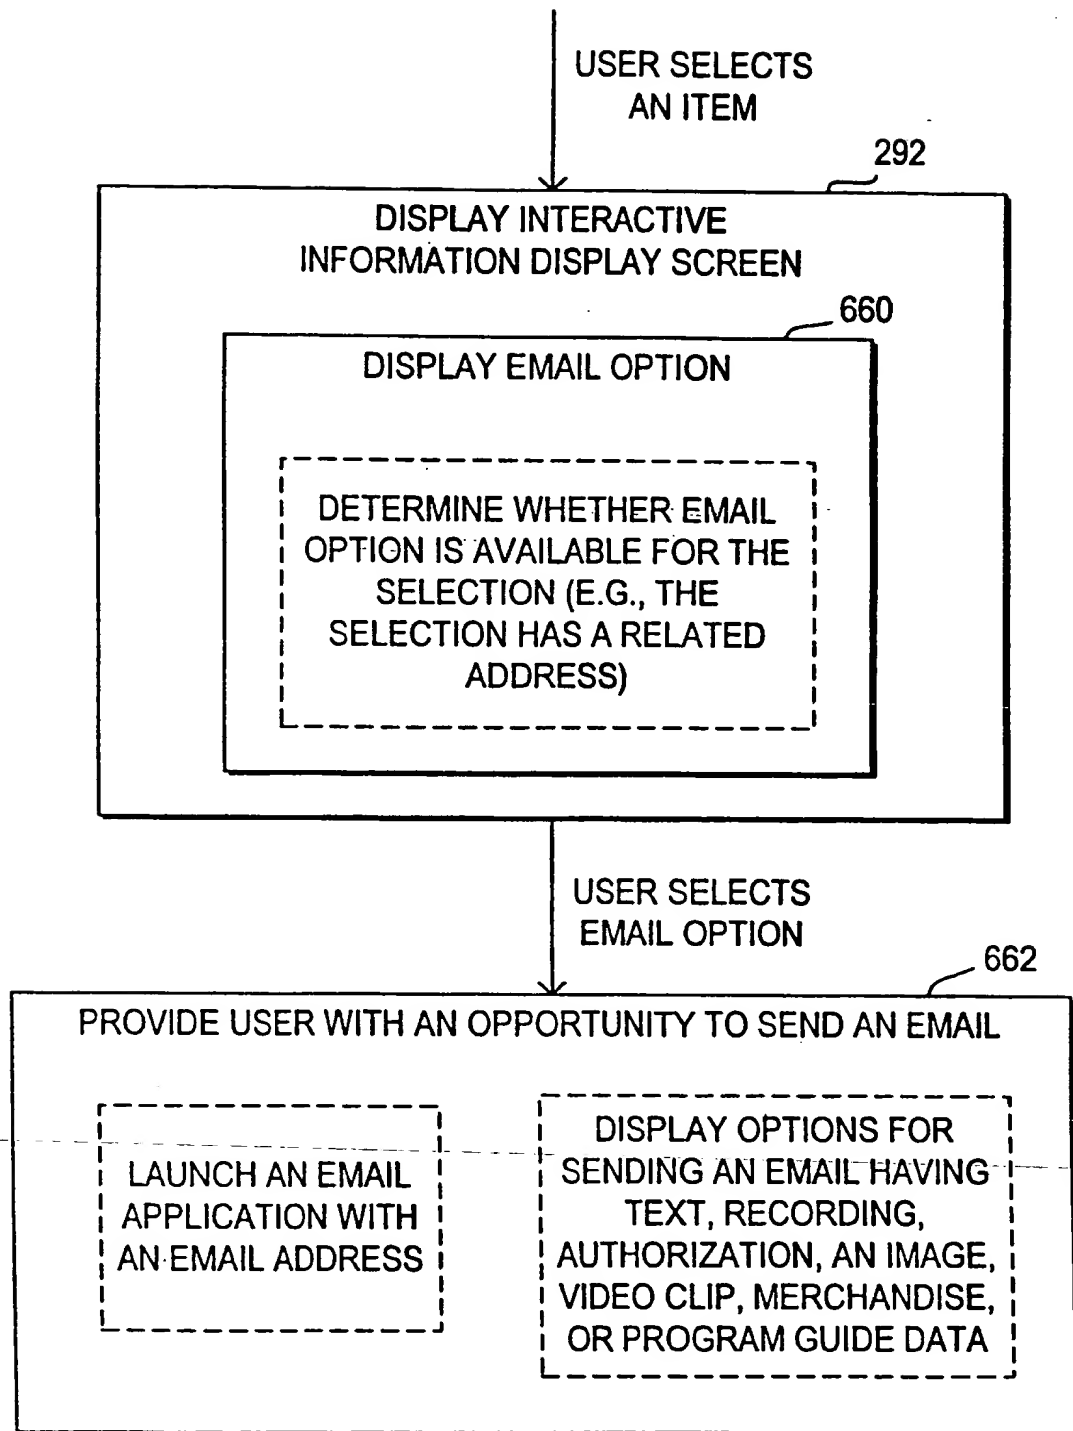 USER SELECTS
AN ITEM
292
DISPLAY INTERACTIVE
INFORMATION DISPLAY SCREEN
660
DISPLAY EMAIL OPTION
DETERMINE WHETHER EMAIL
OPTION IS AVAILABLE FOR THE
SELECTION (E.G., THE
SELECTION HAS A RELATED
ADDRESS)
USER SELECTS
EMAIL OPTION
662
PROVIDE USER WITH AN OPPORTUNITY TO SEND AN EMAIL
LAUNCH AN EMAIL
APPLICATION WITH
AN EMAIL ADDRESS
DISPLAY OPTIONS FOR
SENDING AN EMAIL HAVING
TEXT, RECORDING,
AUTHORIZATION, AN IMAGE,
VIDEO CLIP, MERCHANDISE,
OR PROGRAM GUIDE DATA